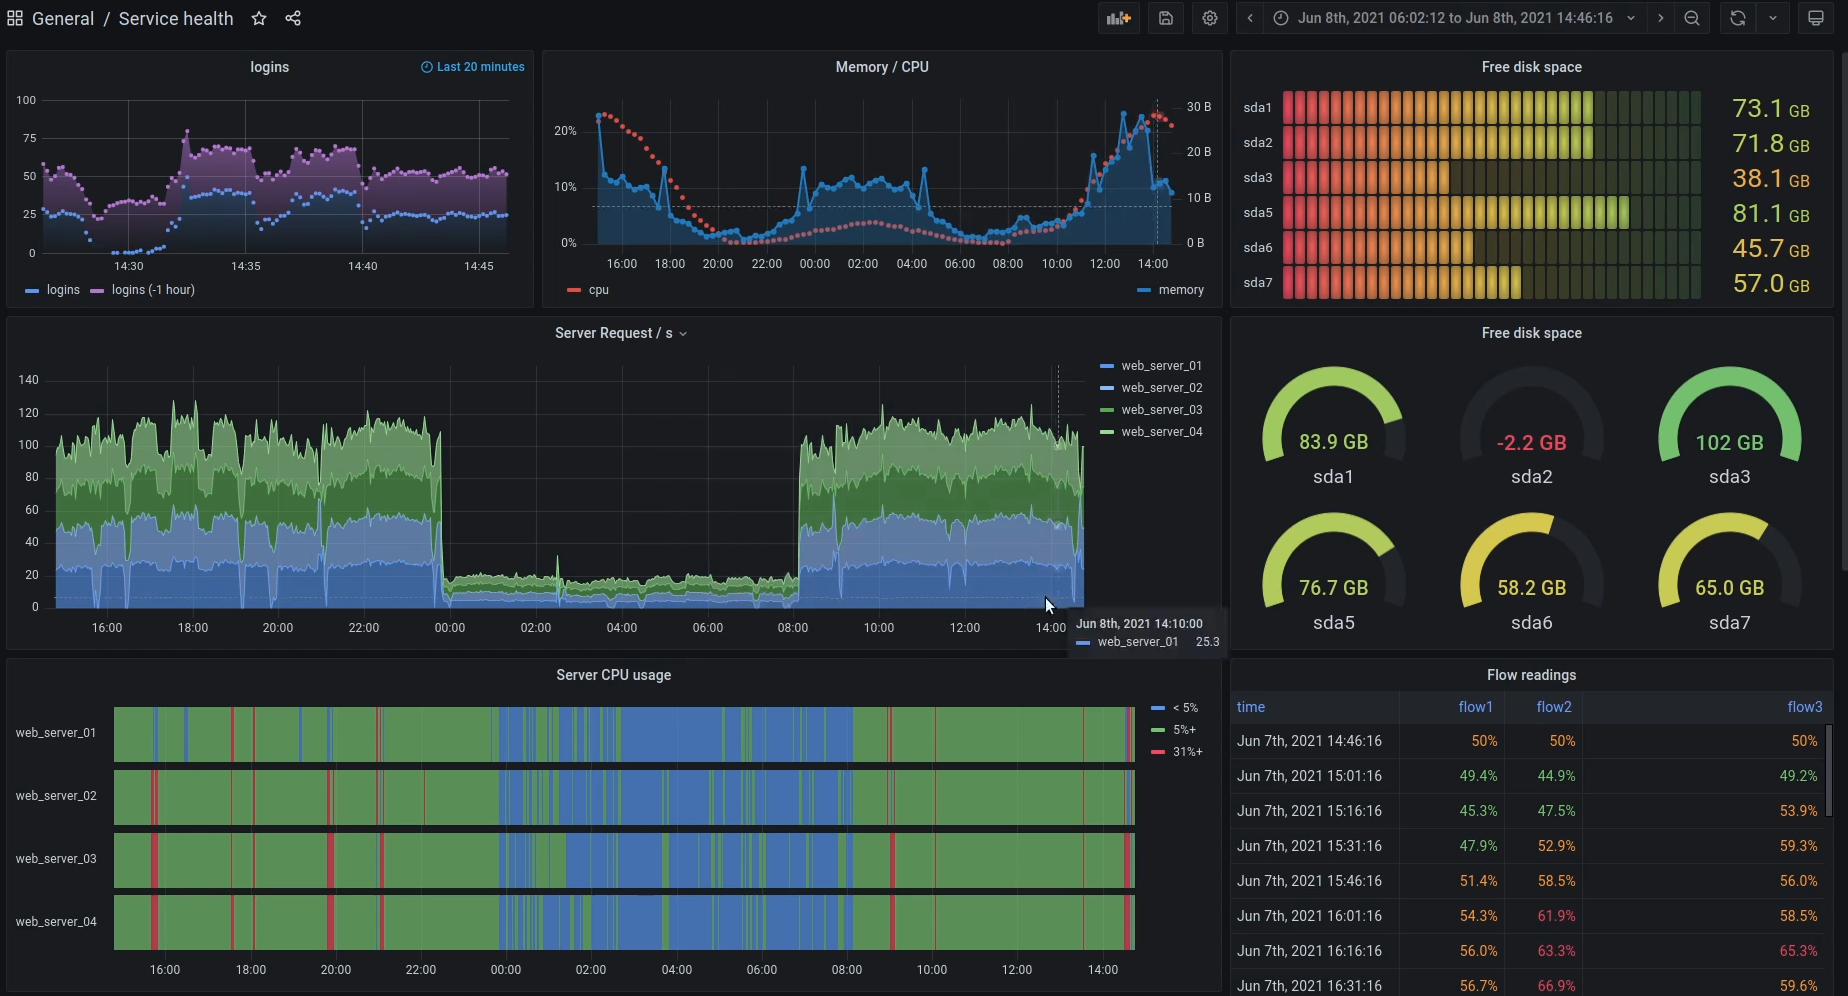 General / Service health
Jun 8th, 2021 06:02:12 to Jun 8th, 2021 14:46:16
logins
Last 20 minutes
100
75
50
25
0
14:30 14:35 14:40 14:45
logins logins (-1 hour)
Memory / CPU
20%
10%
0%
30 B
20 B
10 B
0 B
16:00 18:00 20:00 22:00 00:00 02:00 04:00 06:00 08:00 10:00 12:00 14:00
cpu memory
Free disk space
sda1 73.1 GB
sda2 71.8 GB
sda3 38.1 GB
sda5 81.1 GB
sda6 45.7 GB
sda7 57.0 GB
Server Request / s
140
120
100
80
60
40
20
0
16:00 18:00 20:00 22:00 00:00 02:00 04:00 06:00 08:00 10:00 12:00 14:00
web_server_01
web_server_02
web_server_03
web_server_04
Jun 8th, 2021 14:10:00
web_server_01 25.3
Free disk space
83.9 GB -2.2 GB 102 GB
sda1 sda2 sda3
76.7 GB 58.2 GB 65.0 GB
sda5 sda6 sda7
Server CPU usage
web_server_01
web_server_02
web_server_03
web_server_04
16:00 18:00 20:00 22:00 00:00 02:00 04:00 06:00 08:00 10:00 12:00 14:00
< 5%
5%+
31%+
Flow readings
time flow1 flow2 flow3
Jun 7th, 2021 14:46:16 50% 50% 50%
Jun 7th, 2021 15:01:16 49.4% 44.9% 49.2%
Jun 7th, 2021 15:16:16 45.3% 47.5% 53.9%
Jun 7th, 2021 15:31:16 47.9% 52.9% 59.3%
Jun 7th, 2021 15:46:16 51.4% 58.5% 56.0%
Jun 7th, 2021 16:01:16 54.3% 61.9% 58.5%
Jun 7th, 2021 16:16:16 56.0% 63.3% 65.3%
Jun 7th, 2021 16:31:16 56.7% 66.9% 59.6%